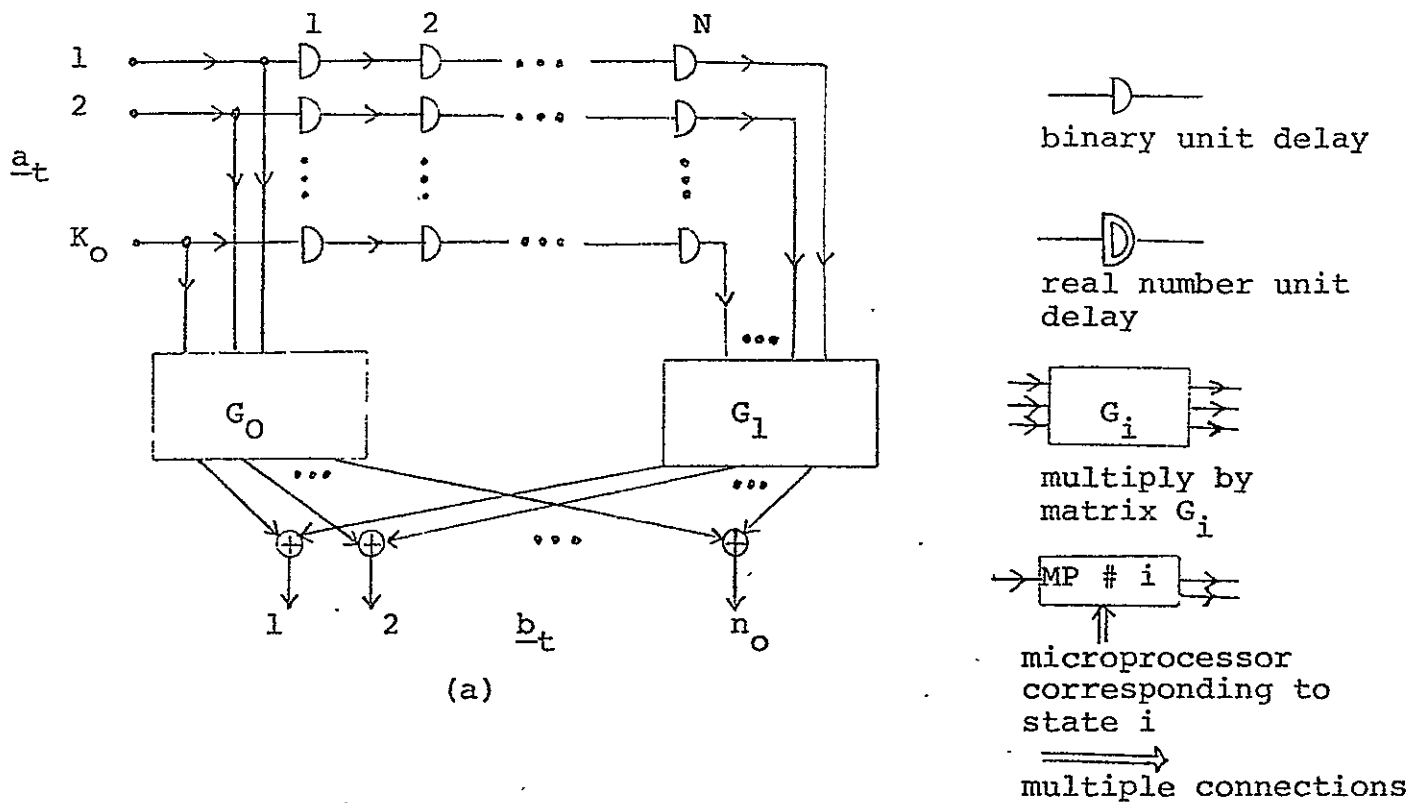 1 2 N
1
2
a_t
K_o
G_0
G_1
1 2 b_t n_o
(a)
binary unit delay
real number unit
delay
G_i
multiply by
matrix G_i
MP # i
microprocessor
corresponding to
state i
multiple connections